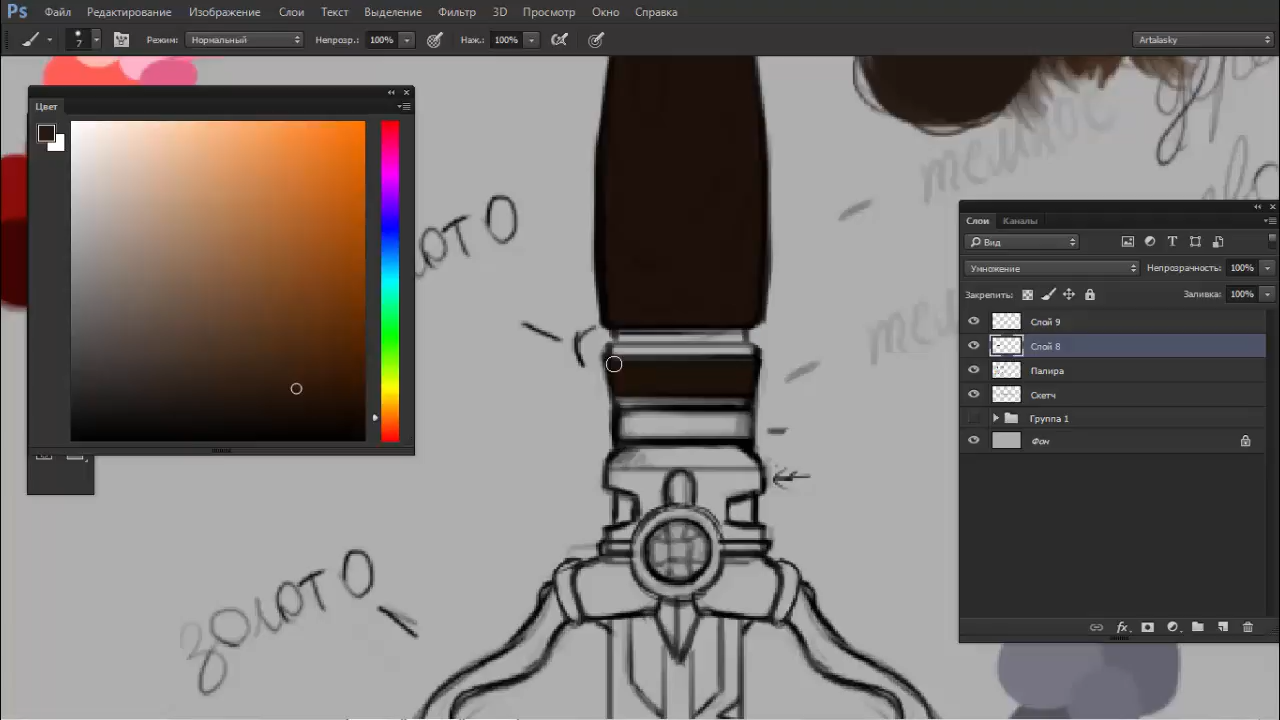 Ps Файл Редактирование Изображение Слои Текст Выделение Фильтр 3D Просмотр Окно Справка
7 Режим: Нормальный Непрозр.: 100% Наж.: 100% Artalasky
Цвет
Слои Каналы
Вид
Умножение Непрозрачность: 100%
Закрепить: Заливка: 100%
Слой 9
Слой 8
Палира
Скетч
Группа 1
Фон
золото